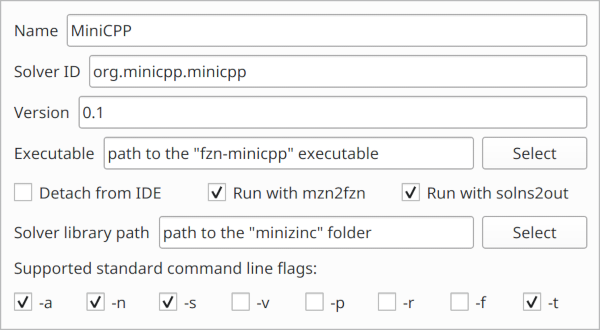 Name MiniCPP
Solver ID org.minicpp.minicpp
Version 0.1
Executable path to the "fzn-minicpp" executable Select
Detach from IDE Run with mzn2fzn Run with solns2out
Solver library path path to the "minizinc" folder Select
Supported standard command line flags:
-a -n -s -v -p -r -f -t